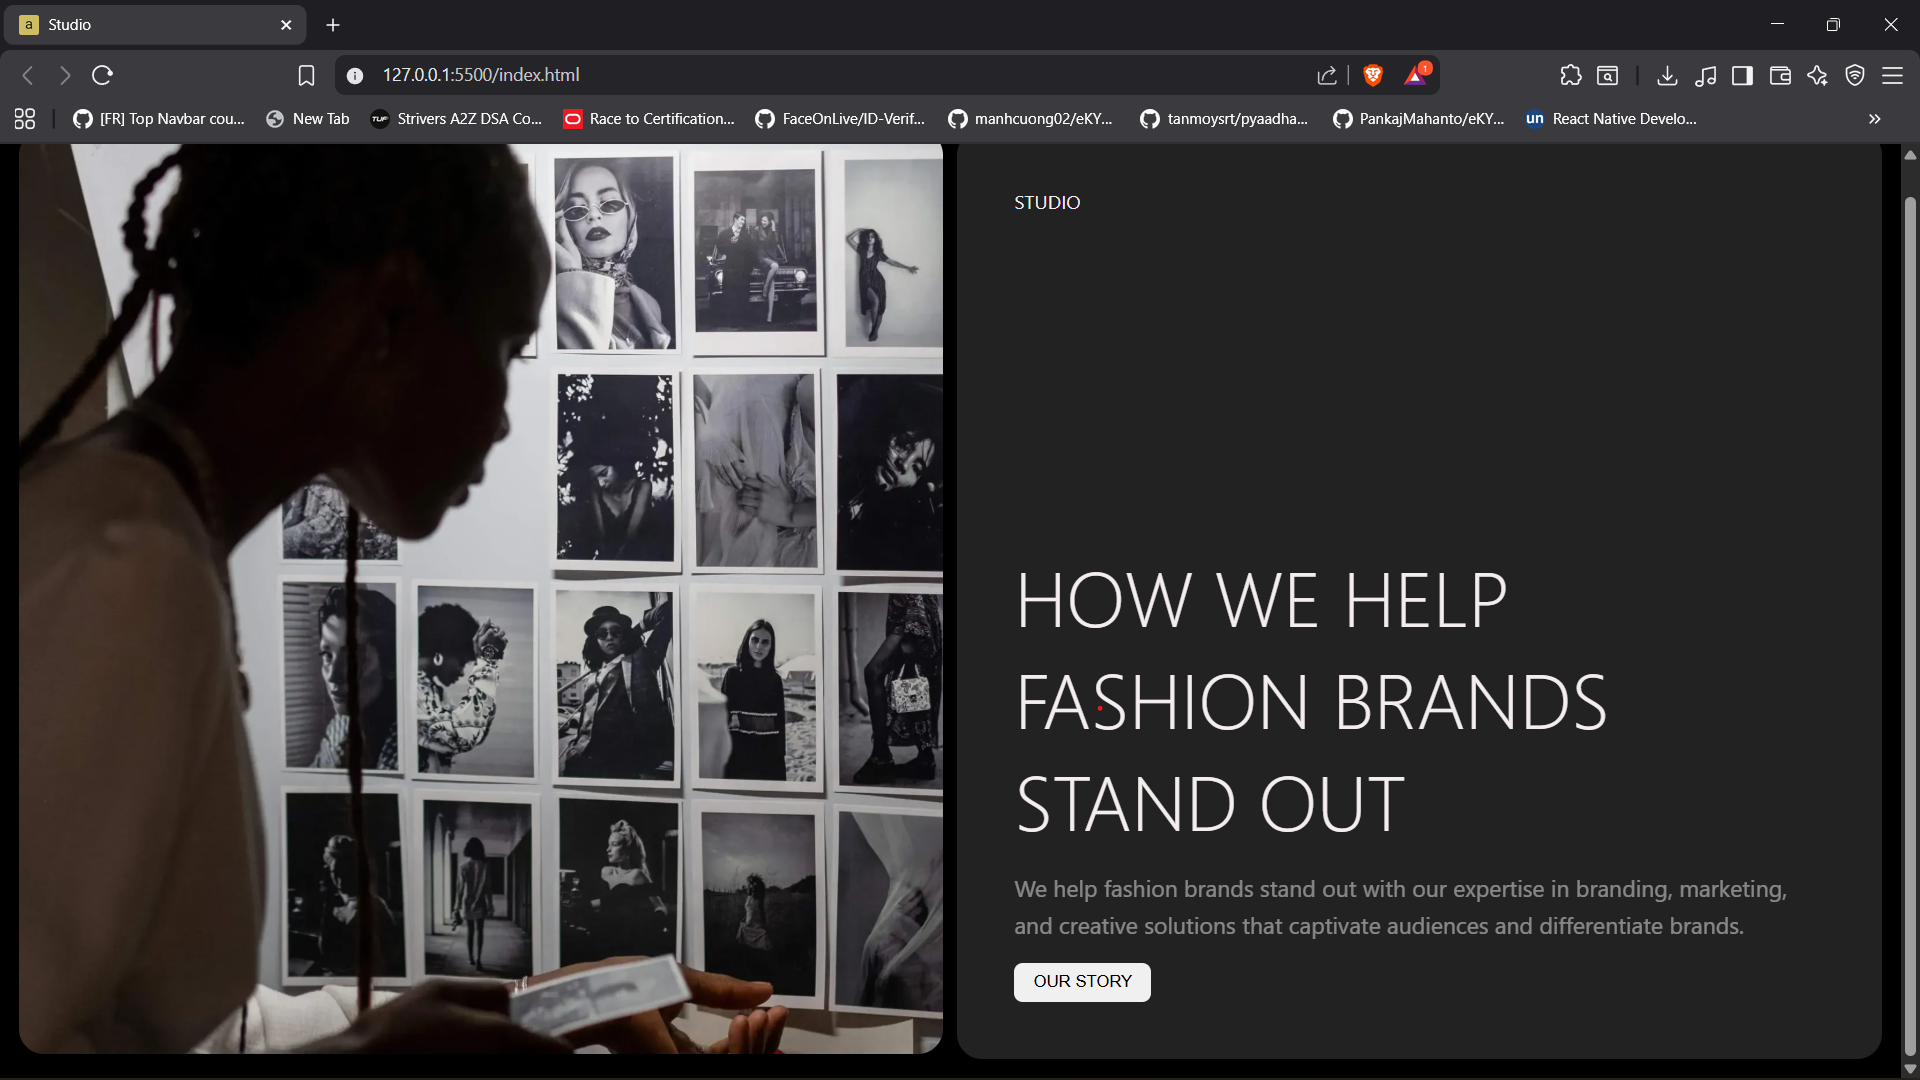 a Studio
127.0.0.1:5500/index.html
1
[FR] Top Navbar cou...
New Tab
TUF Strivers A2Z DSA Co...
Race to Certification...
FaceOnLive/ID-Verif...
manhcuong02/eKY...
tanmoysrt/pyaadha...
PankajMahanto/eKY...
un React Native Develo...
STUDIO
HOW WE HELP
FASHION BRANDS
STAND OUT
We help fashion brands stand out with our expertise in branding, marketing,
and creative solutions that captivate audiences and differentiate brands.
OUR STORY